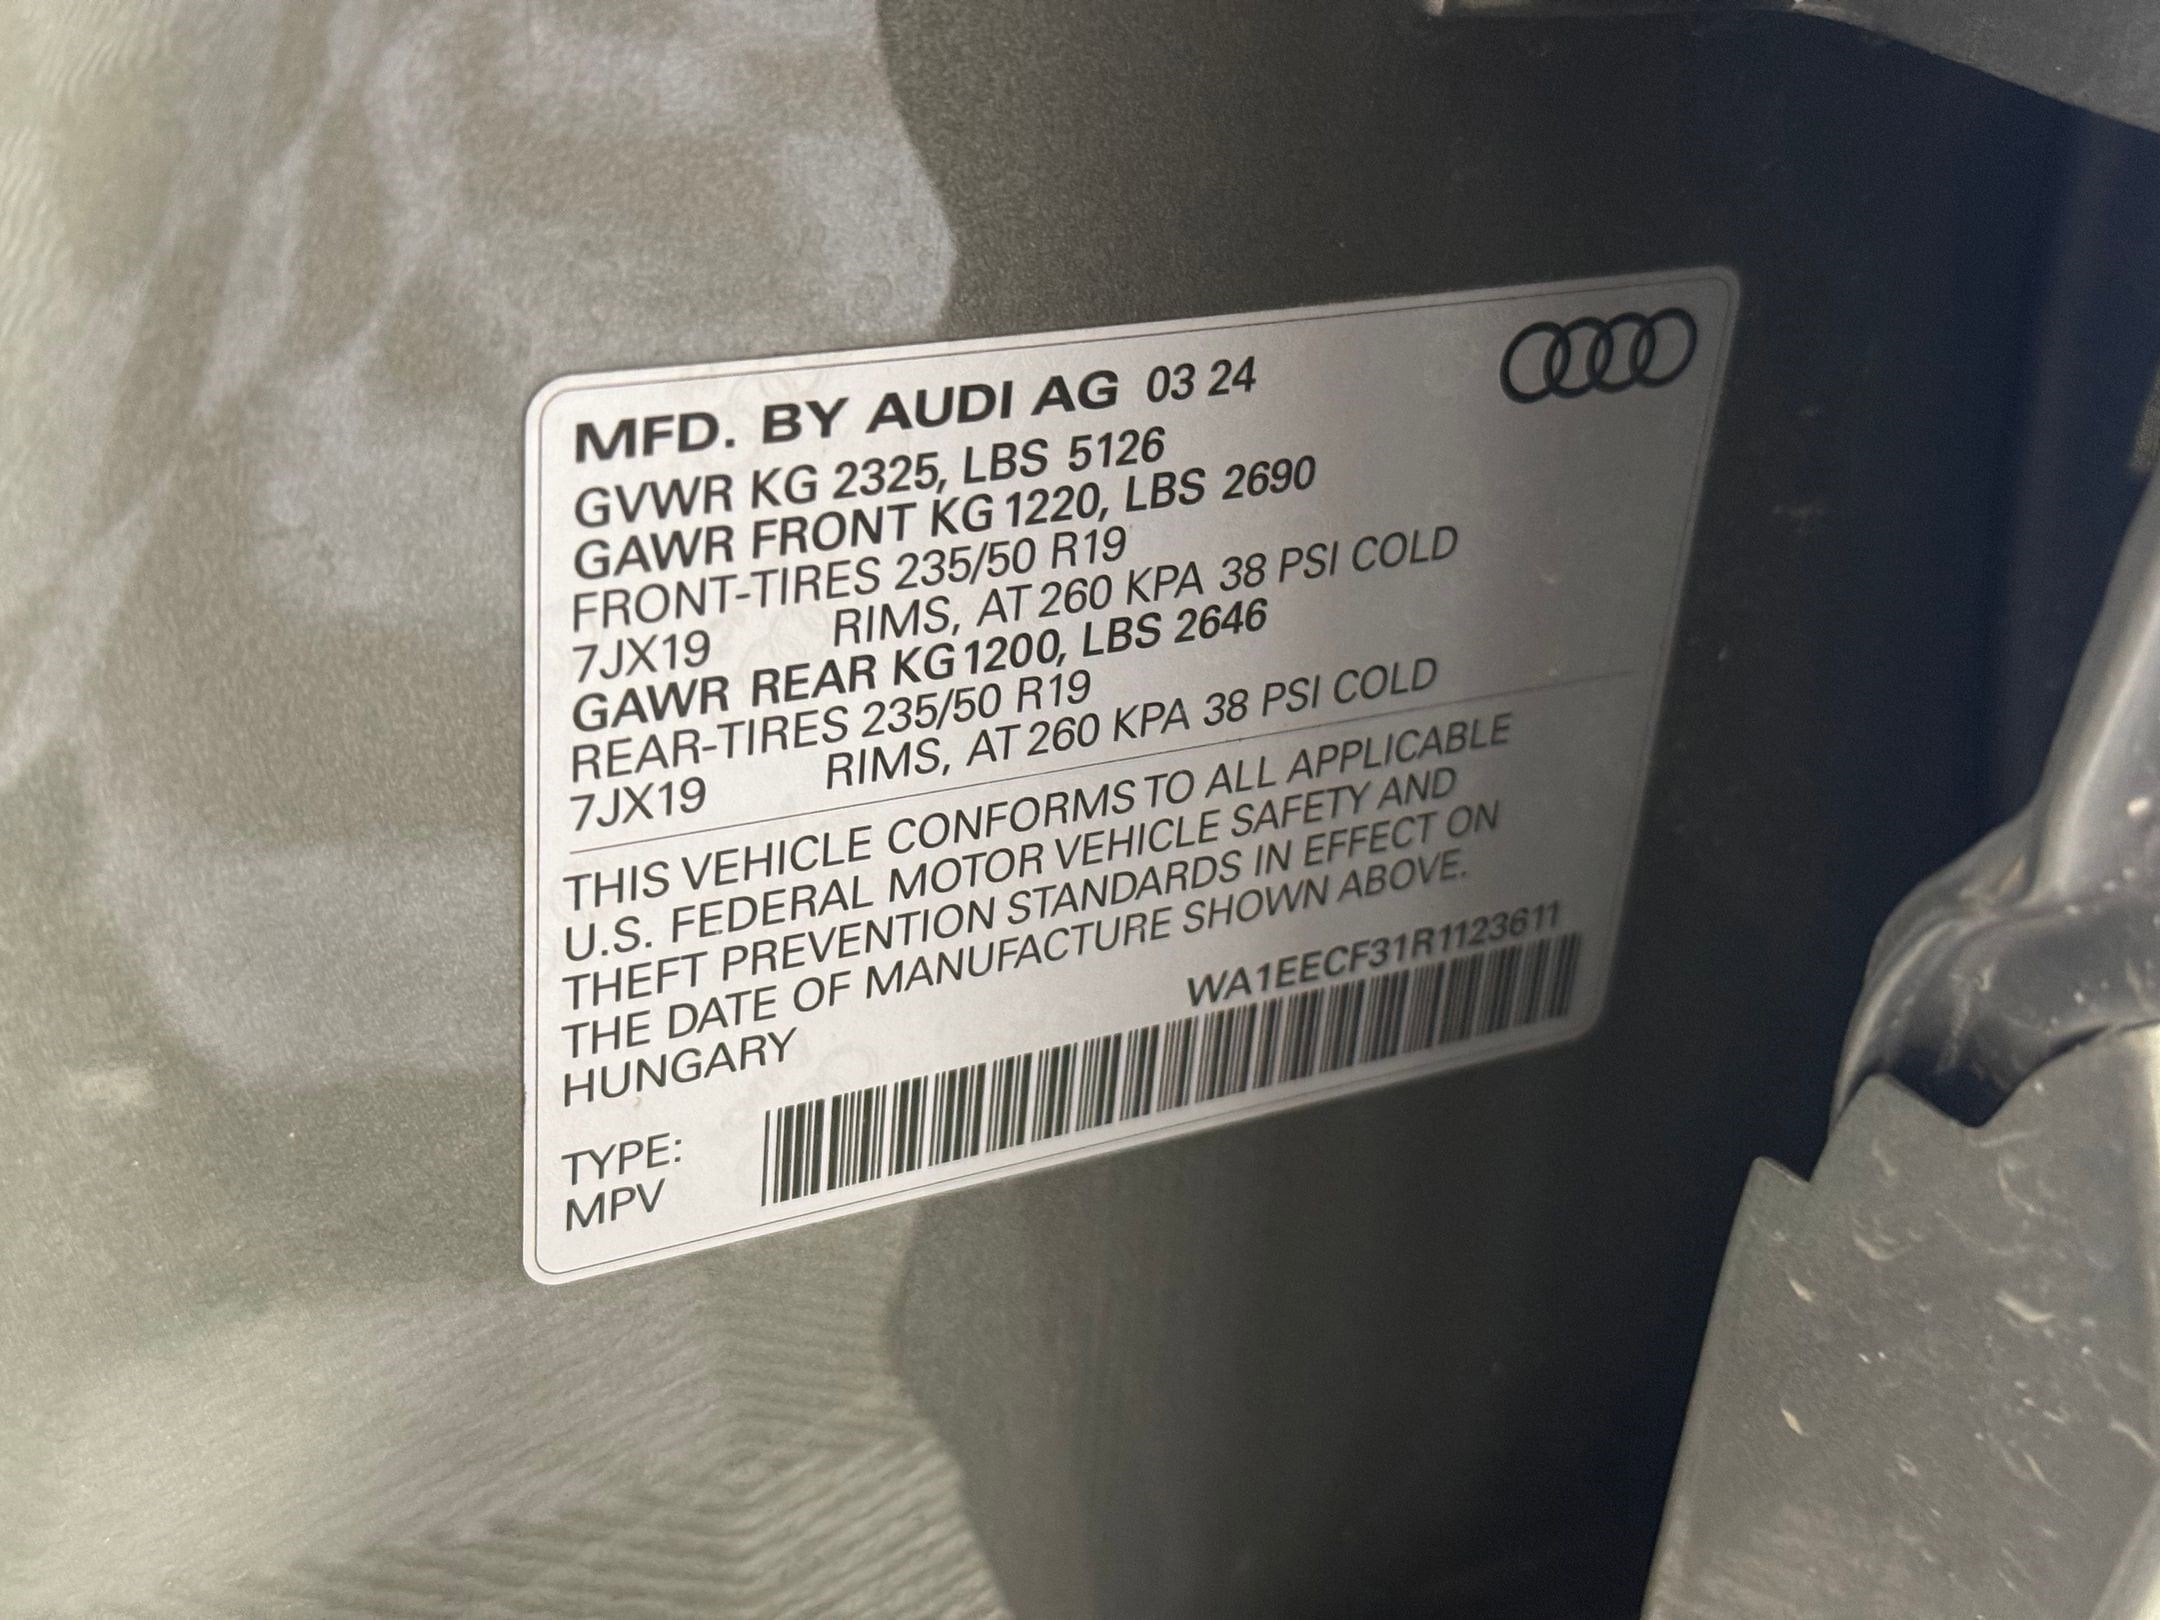 MFD. BY AUDI AG 03 24
GVWR KG 2325, LBS 5126
GAWR FRONT KG 1220, LBS 2690
FRONT-TIRES 235/50 R19
7JX19 RIMS, AT 260 KPA 38 PSI COLD
GAWR REAR KG 1200, LBS 2646
REAR-TIRES 235/50 R19
7JX19 RIMS, AT 260 KPA 38 PSI COLD
THIS VEHICLE CONFORMS TO ALL APPLICABLE
U.S. FEDERAL MOTOR VEHICLE SAFETY AND
THEFT PREVENTION STANDARDS IN EFFECT ON
THE DATE OF MANUFACTURE SHOWN ABOVE.
HUNGARY
WA1EECF31R1123611
TYPE:
MPV